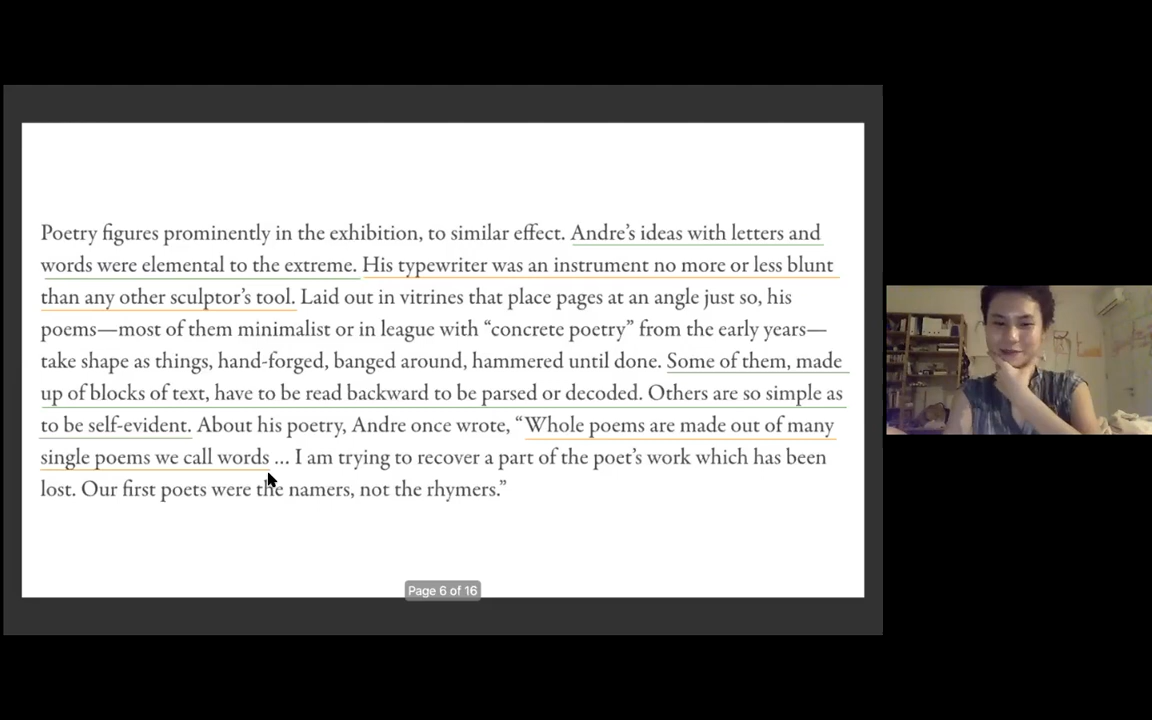 Poetry figures prominently in the exhibition, to similar effect. Andre’s ideas with letters and
words were elemental to the extreme. His typewriter was an instrument no more or less blunt
than any other sculptor’s tool. Laid out in vitrines that place pages at an angle just so, his
poems—most of them minimalist or in league with “concrete poetry” from the early years—
take shape as things, hand-forged, banged around, hammered until done. Some of them, made
up of blocks of text, have to be read backward to be parsed or decoded. Others are so simple as
to be self-evident. About his poetry, Andre once wrote, “Whole poems are made out of many
single poems we call words ... I am trying to recover a part of the poet’s work which has been
lost. Our first poets were the namers, not the rhymers.”
Page 6 of 16